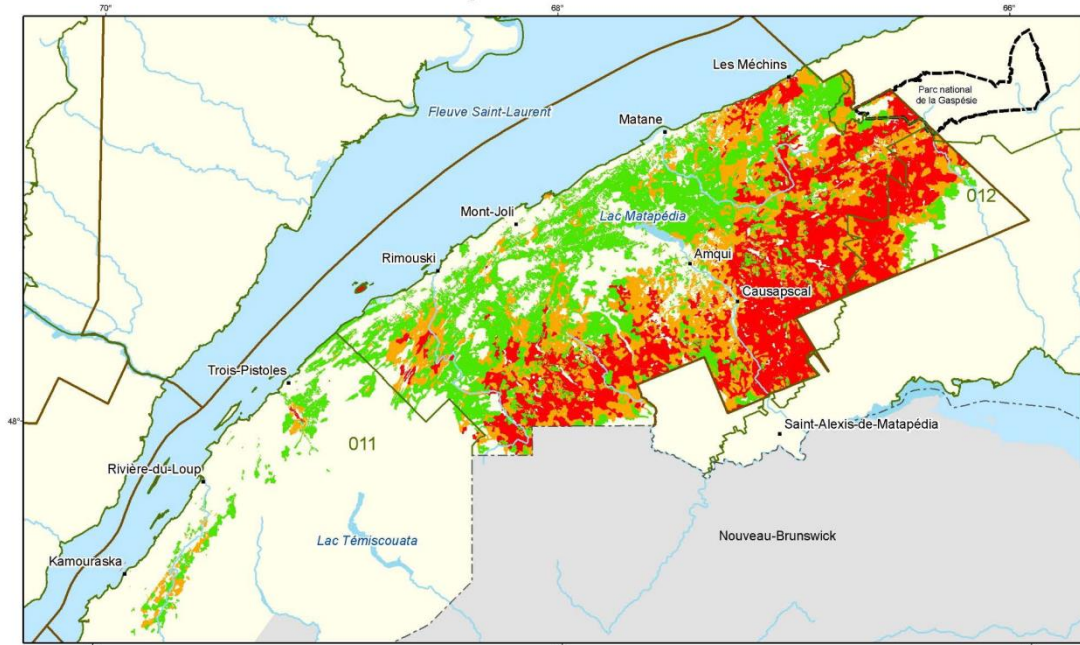 70°
68°
66°
Les Méchins
Parc national
de la Gaspésie
Fleuve Saint-Laurent
Matane
012
Mont-Joli
Lac Matapédia
Rimouski
Amqui
Causapscal
Trois-Pistoles
48°
Saint-Alexis-de-Matapédia
011
Rivière-du-Loup
Nouveau-Brunswick
Lac Témiscouata
Kamouraska